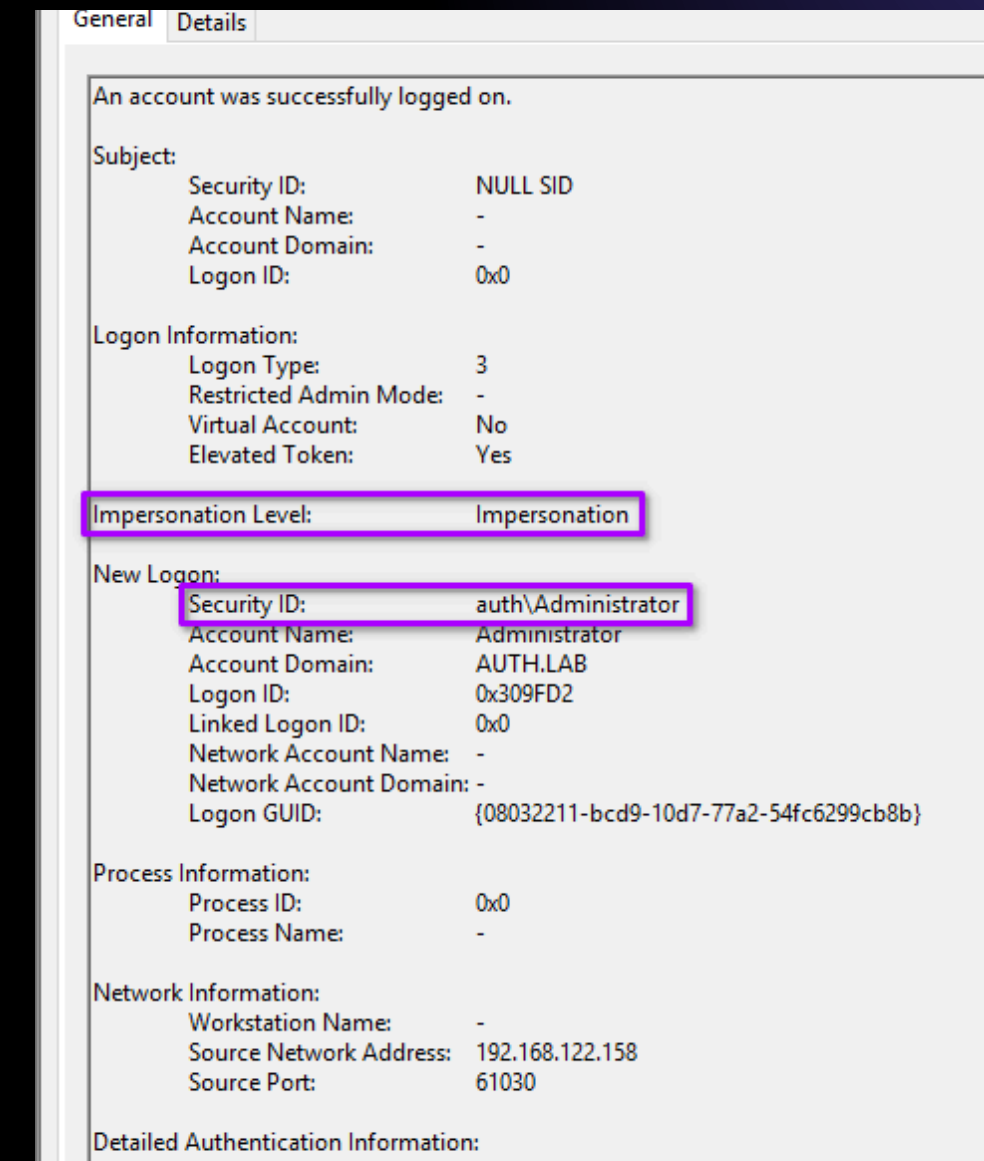 General Details
An account was successfully logged on.
Subject:
Security ID: NULL SID
Account Name: -
Account Domain: -
Logon ID: 0x0
Logon Information:
Logon Type: 3
Restricted Admin Mode: -
Virtual Account: No
Elevated Token: Yes
Impersonation Level: Impersonation
New Logon:
Security ID: auth\Administrator
Account Name: Administrator
Account Domain: AUTH.LAB
Logon ID: 0x309FD2
Linked Logon ID: 0x0
Network Account Name: -
Network Account Domain: -
Logon GUID: {08032211-bcd9-10d7-77a2-54fc6299cb8b}
Process Information:
Process ID: 0x0
Process Name: -
Network Information:
Workstation Name: -
Source Network Address: 192.168.122.158
Source Port: 61030
Detailed Authentication Information: